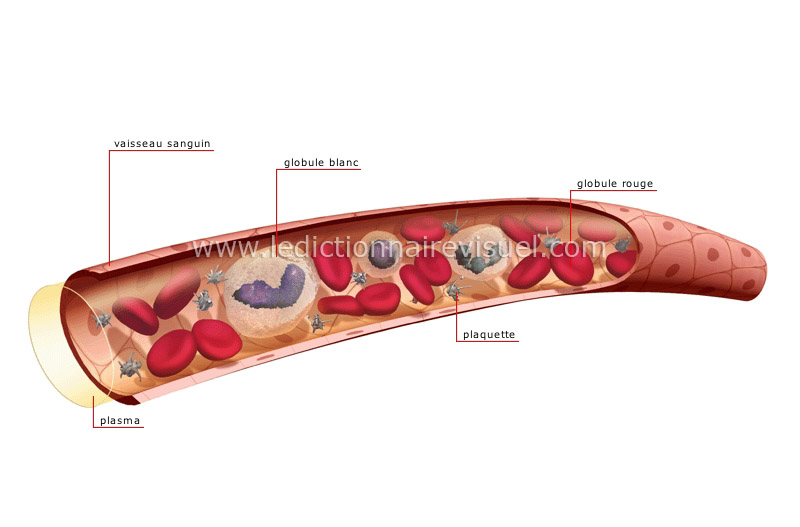 vaisseau sanguin
globule blanc
globule rouge
www.ledictionnairevisuel.com
plaquette
plasma